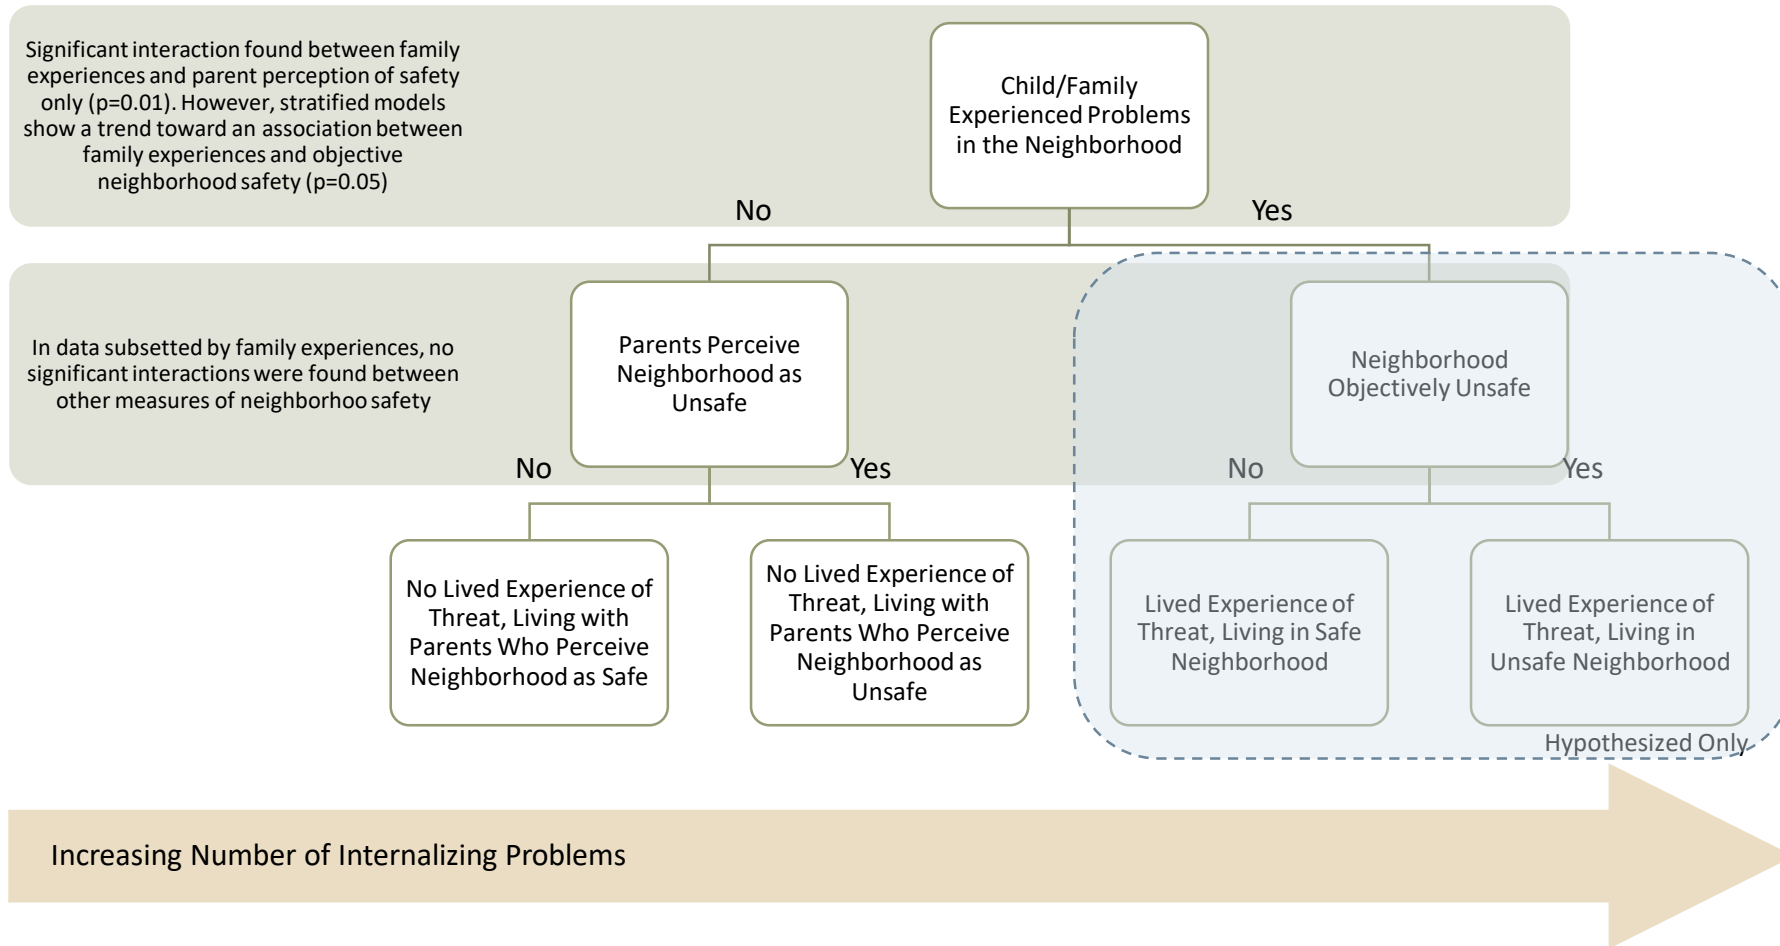 Significant interaction found between family
experiences and parent perception of safety
only (p=0.01). However, stratified models
show a trend toward an association between
family experiences and objective
neighborhood safety (p=0.05)
Child/Family
Experienced Problems
in the Neighborhood
No
Yes
In data subsetted by family experiences, no
significant interactions were found between
other measures of neighborhoo safety
Parents Perceive
Neighborhood as
Unsafe
Neighborhood
Objectively Unsafe
No
Yes
No
Yes
No Lived Experience of
Threat, Living with
Parents Who Perceive
Neighborhood as Safe
No Lived Experience of
Threat, Living with
Parents Who Perceive
Neighborhood as
Unsafe
Lived Experience of
Threat, Living in Safe
Neighborhood
Lived Experience of
Threat, Living in
Unsafe Neighborhood
Hypothesized Only
Increasing Number of Internalizing Problems